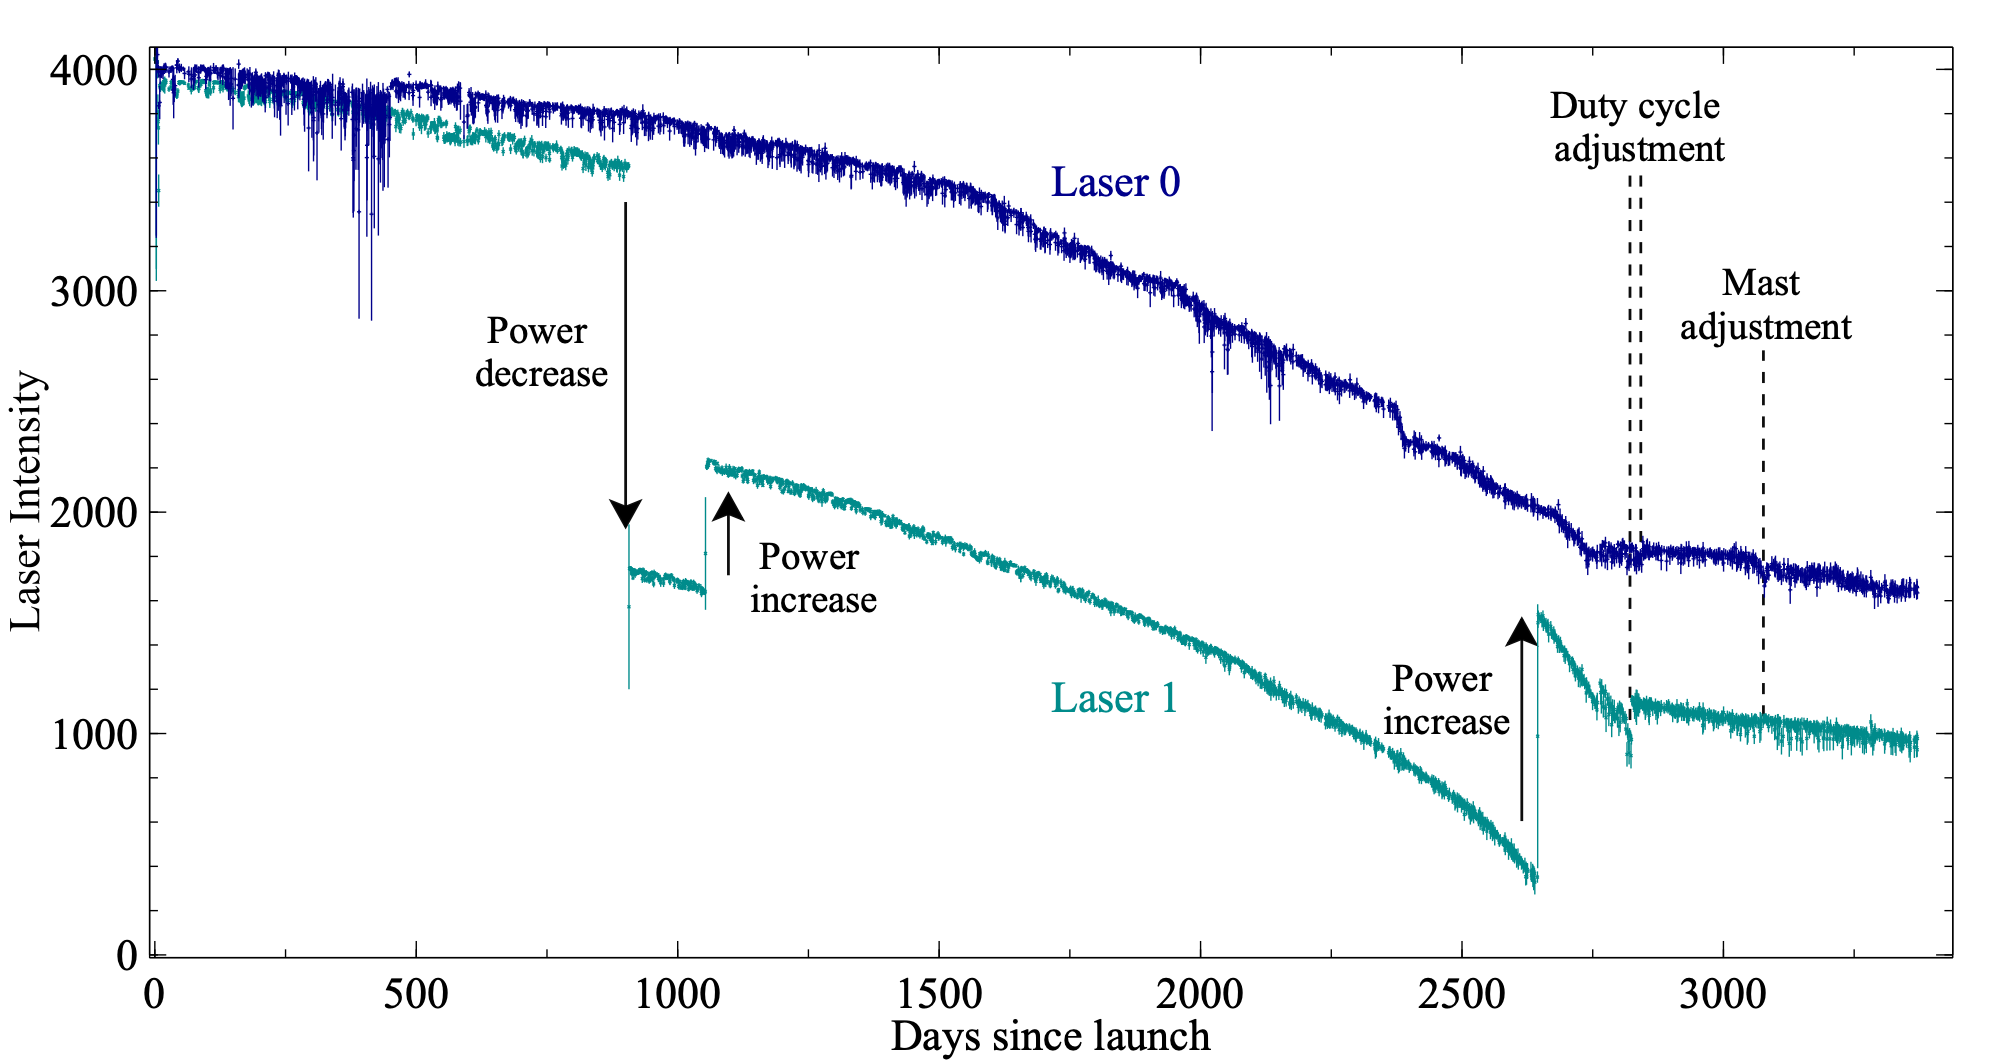 4000
3000
2000
1000
0
Laser Intensity
0
500
1000
1500
2000
2500
3000
Days since launch
Laser 0
Laser 1
Power
decrease
Power
increase
Power
increase
Duty cycle
adjustment
Mast
adjustment